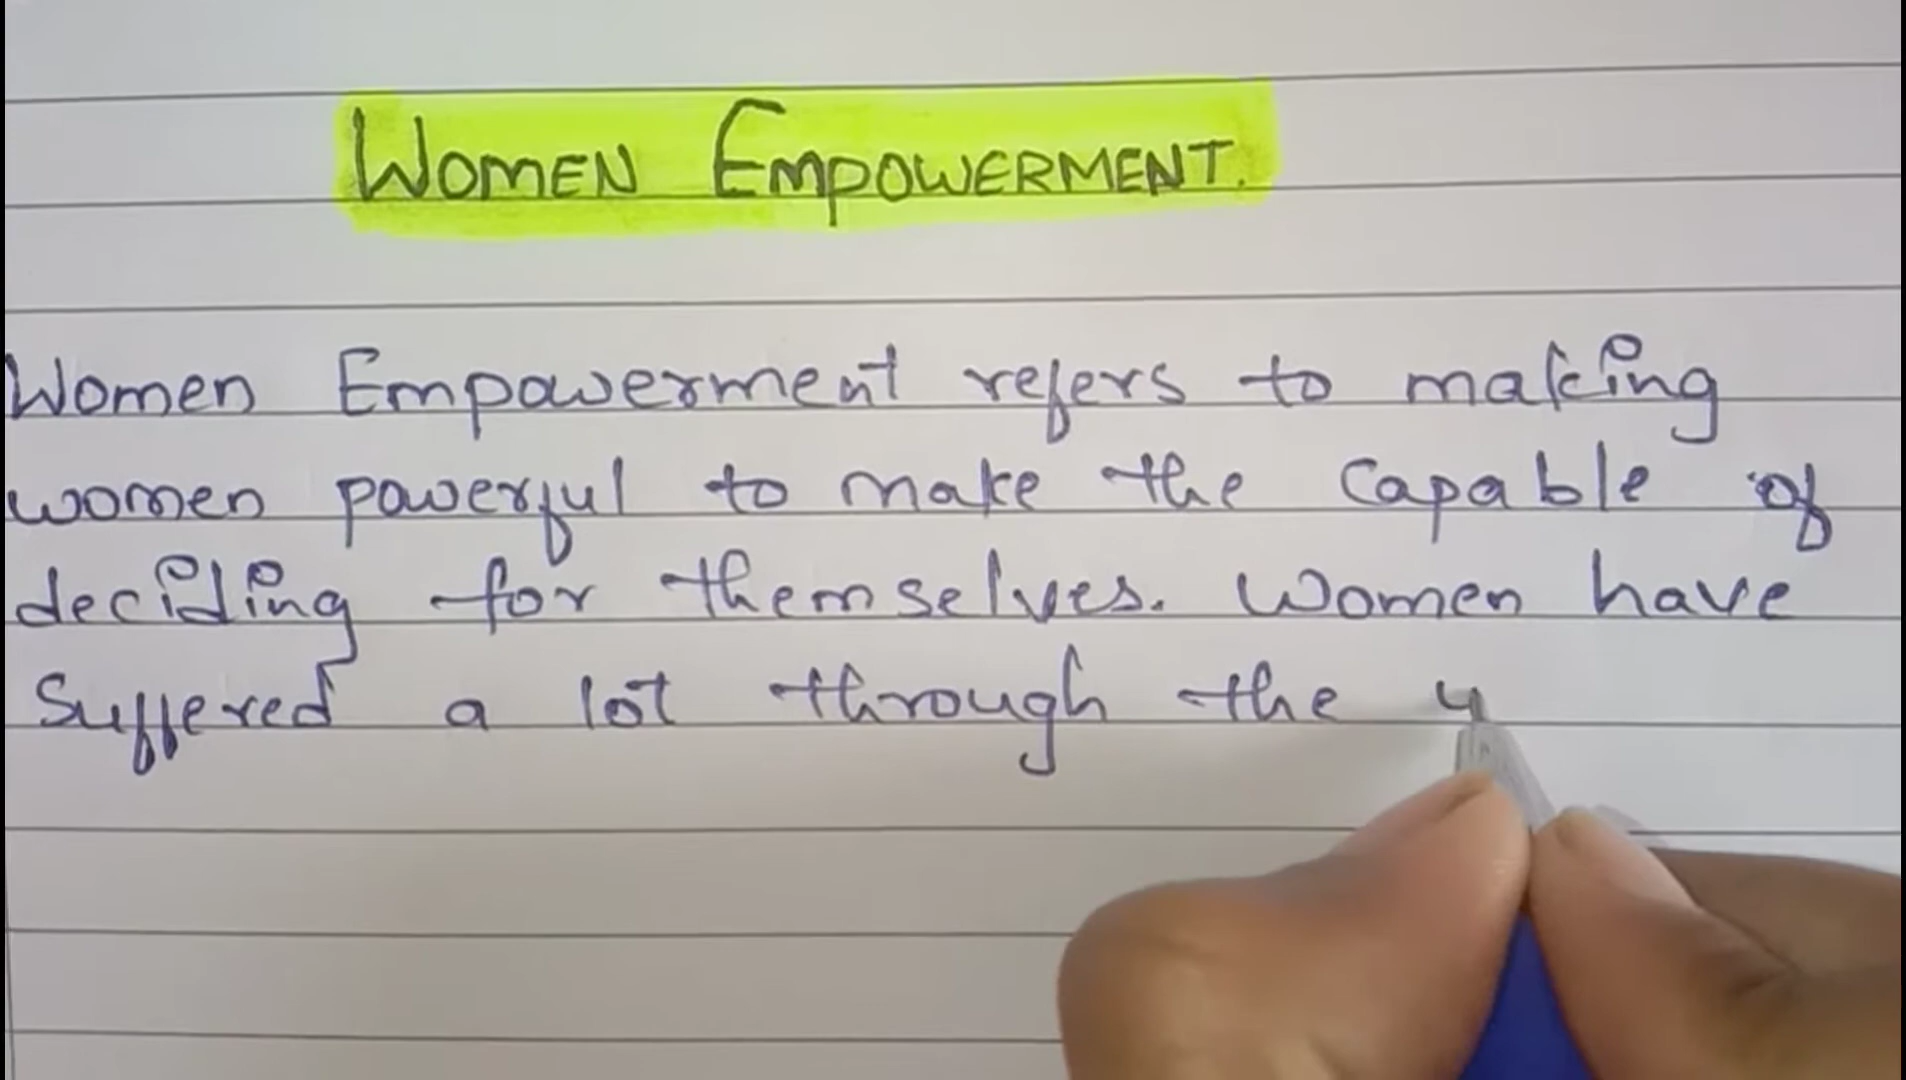 WOMEN EMPOWERMENT.
Women Empowerment refers to making
women powerful to make the capable of
deciding for themselves. Women have
Suffered a lot through the y